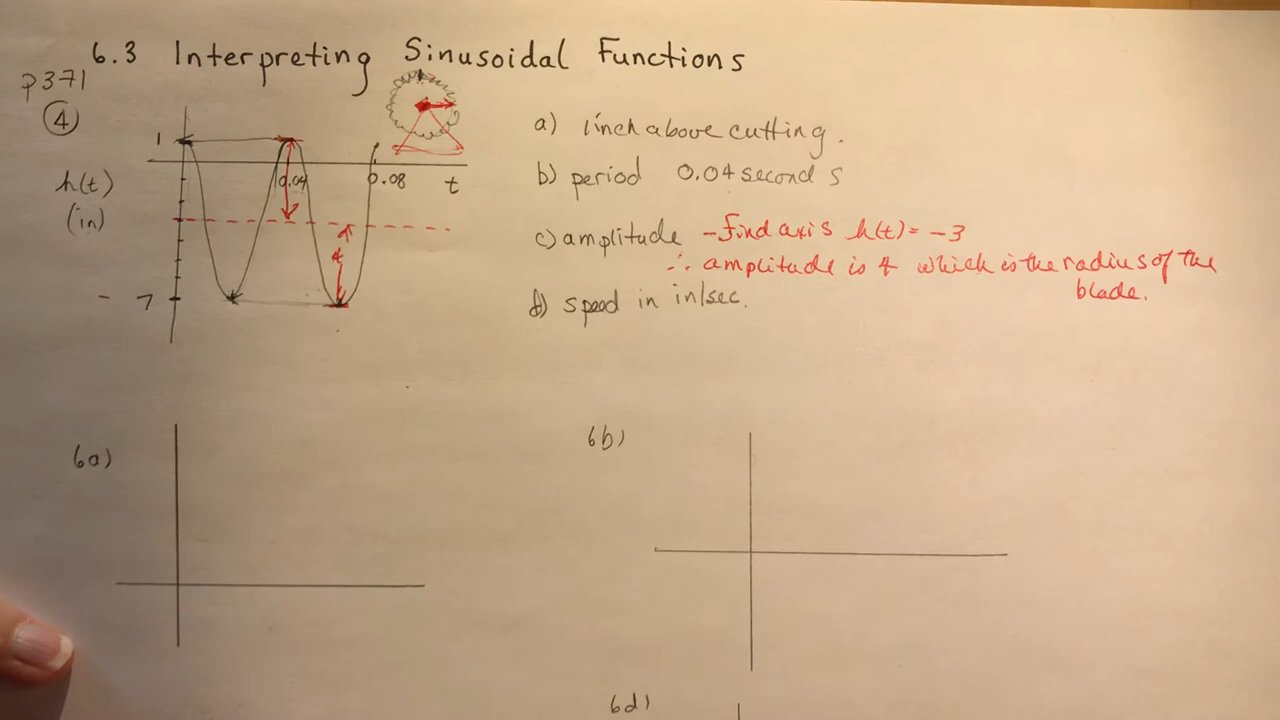 6.3 Interpreting Sinusoidal Functions
p371
4
1
h(t)
(in)
- 7
0.04
0.08
t
4
a) 1 inch above cutting.
b) period 0.04 seconds
c) amplitude - find axis h(t) = -3
∴ amplitude is 4 which is the radius of the
blade.
d) speed in in/sec.
6a)
6b)
6d)